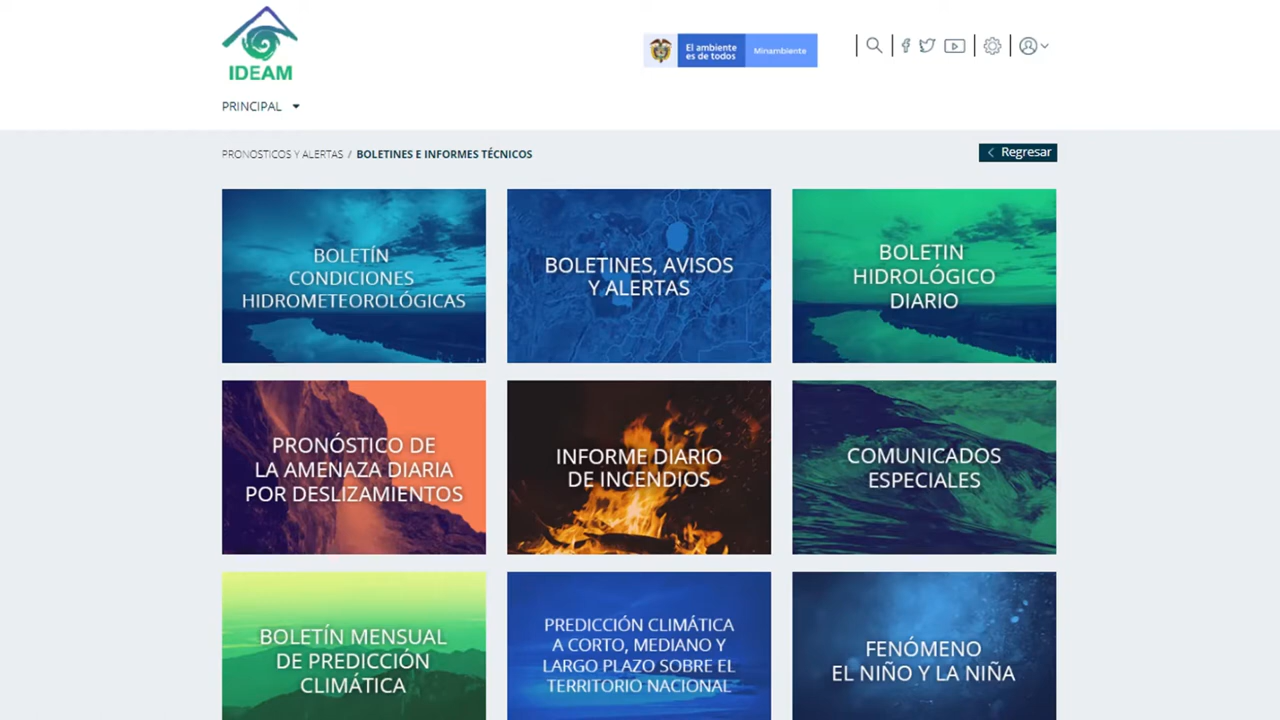 IDEAM
El ambiente
es de todos
Minambiente
PRINCIPAL
PRONOSTICOS Y ALERTAS / BOLETINES E INFORMES TÉCNICOS
Regresar
BOLETÍN
CONDICIONES
HIDROMETEOROLÓGICAS
BOLETINES, AVISOS
Y ALERTAS
BOLETIN
HIDROLÓGICO
DIARIO
PRONÓSTICO DE
LA AMENAZA DIARIA
POR DESLIZAMIENTOS
INFORME DIARIO
DE INCENDIOS
COMUNICADOS
ESPECIALES
BOLETÍN MENSUAL
DE PREDICCIÓN
CLIMÁTICA
PREDICCIÓN CLIMÁTICA
A CORTO, MEDIANO Y
LARGO PLAZO SOBRE EL
TERRITORIO NACIONAL
FENÓMENO
EL NIÑO Y LA NIÑA